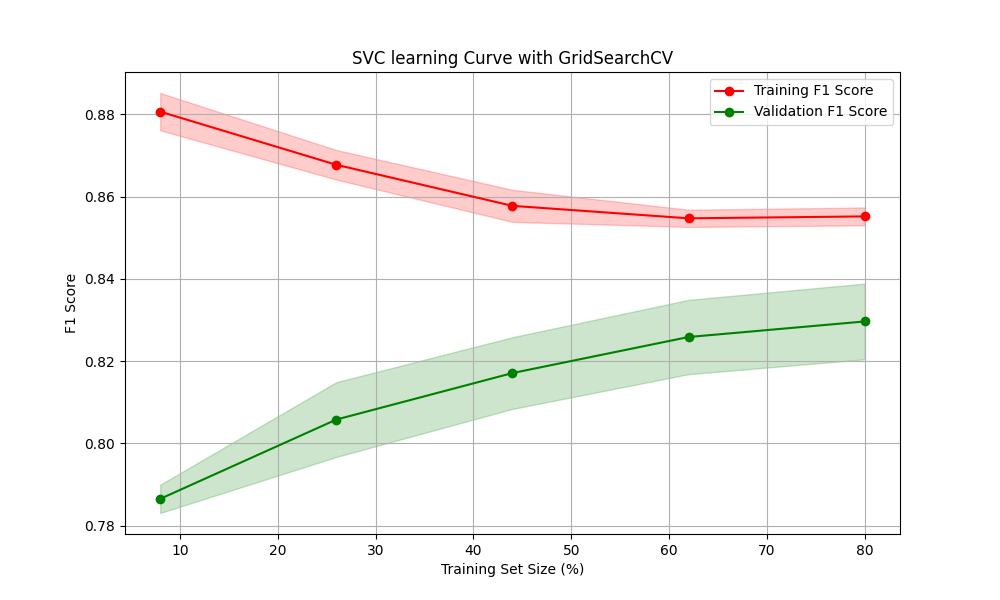 SVC learning Curve with GridSearchCV
Training F1 Score
Validation F1 Score
F1 Score
0.88
0.86
0.84
0.82
0.80
0.78
10 20 30 40 50 60 70 80
Training Set Size (%)